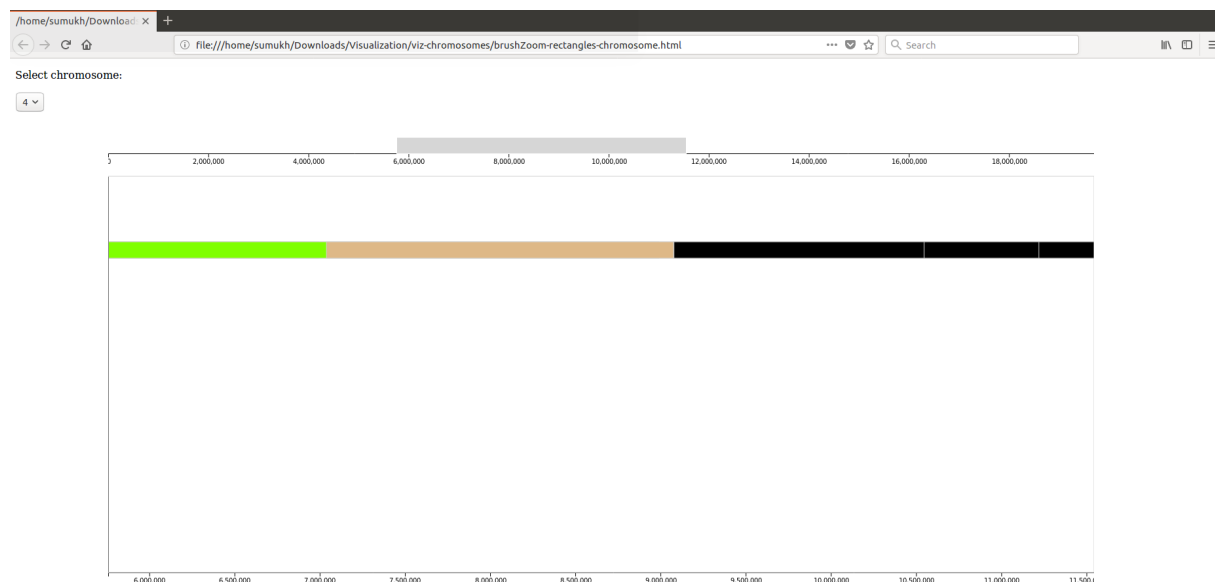 /home/sumukh/Download × +
file:///home/sumukh/Downloads/Visualization/viz-chromosomes/brushZoom-rectangles-chromosome.html ... Search
Select chromosome:
4
0 2,000,000 4,000,000 6,000,000 8,000,000 10,000,000 12,000,000 14,000,000 16,000,000 18,000,000
6,000,000 6,500,000 7,000,000 7,500,000 8,000,000 8,500,000 9,000,000 9,500,000 10,000,000 10,500,000 11,000,000